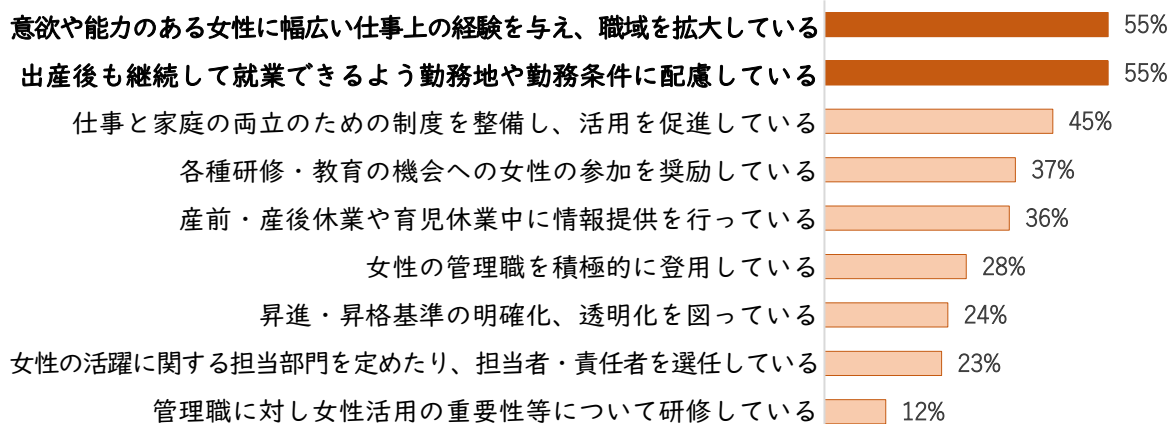 意欲や能力のある女性に幅広い仕事上の経験を与え、職域を拡大している 55%
出産後も継続して就業できるよう勤務地や勤務条件に配慮している 55%
仕事と家庭の両立のための制度を整備し、活用を促進している 45%
各種研修・教育の機会への女性の参加を奨励している 37%
産前・産後休業や育児休業中に情報提供を行っている 36%
女性の管理職を積極的に登用している 28%
昇進・昇格基準の明確化、透明化を図っている 24%
女性の活躍に関する担当部門を定めたり、担当者・責任者を選任している 23%
管理職に対し女性活用の重要性等について研修している 12%